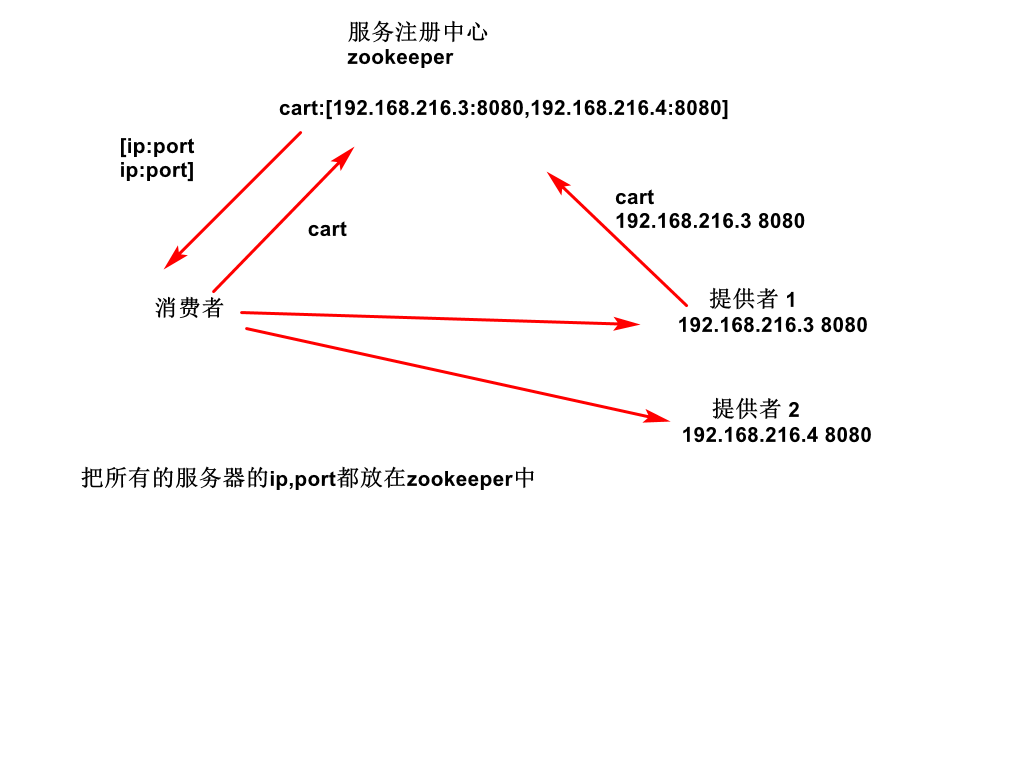 服务注册中心
zookeeper
cart:[192.168.216.3:8080,192.168.216.4:8080]
[ip:port
ip:port]
cart
cart
192.168.216.3 8080
消费者
提供者 1
192.168.216.3 8080
提供者 2
192.168.216.4 8080
把所有的服务器的ip,port都放在zookeeper中